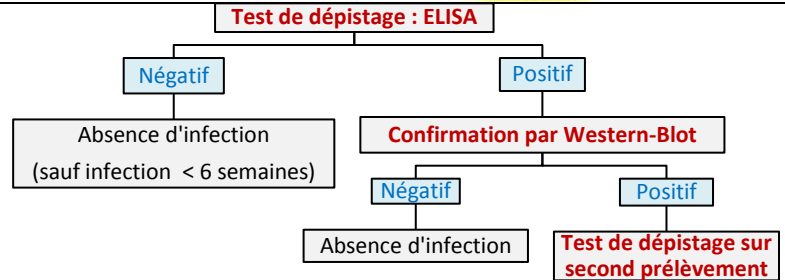 Test de dépistage : ELISA
Négatif
Positif
Absence d'infection
(sauf infection < 6 semaines)
Confirmation par Western-Blot
Négatif
Positif
Absence d'infection
Test de dépistage sur
second prélèvement